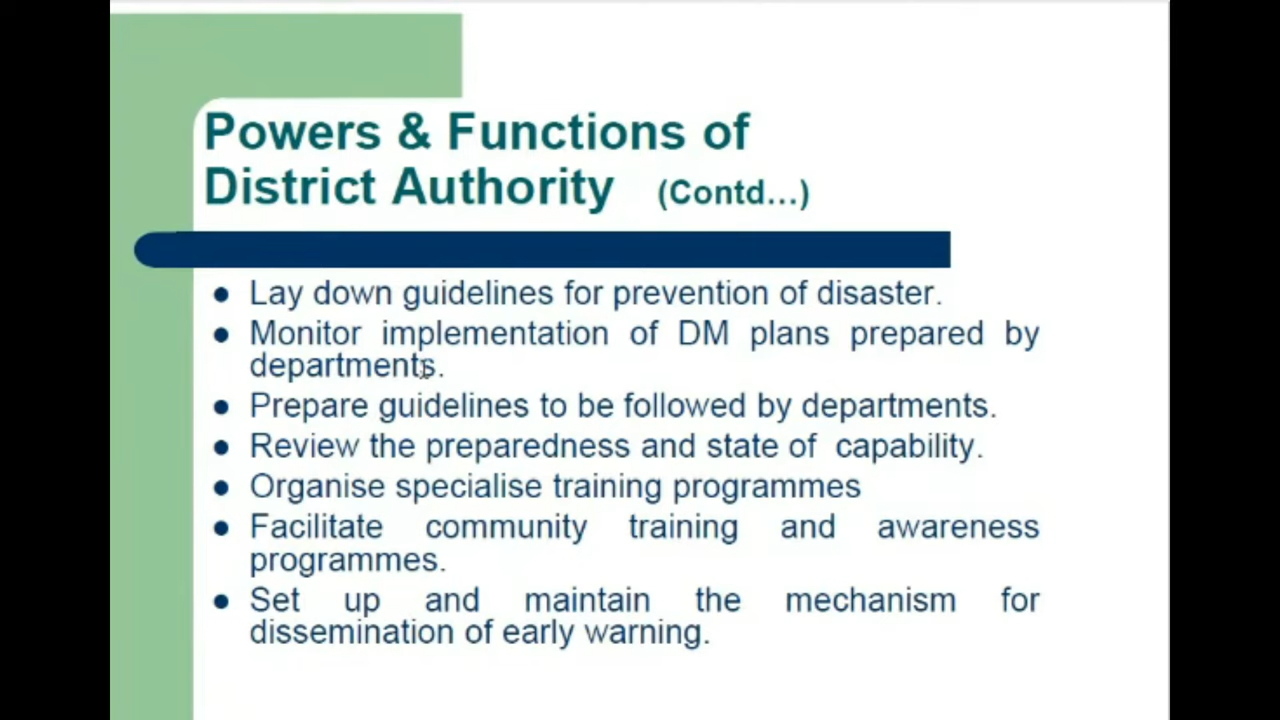 Powers & Functions of
District Authority (Contd...)
● Lay down guidelines for prevention of disaster.
● Monitor implementation of DM plans prepared by
departments.
● Prepare guidelines to be followed by departments.
● Review the preparedness and state of capability.
● Organise specialise training programmes
● Facilitate community training and awareness
programmes.
● Set up and maintain the mechanism for
dissemination of early warning.